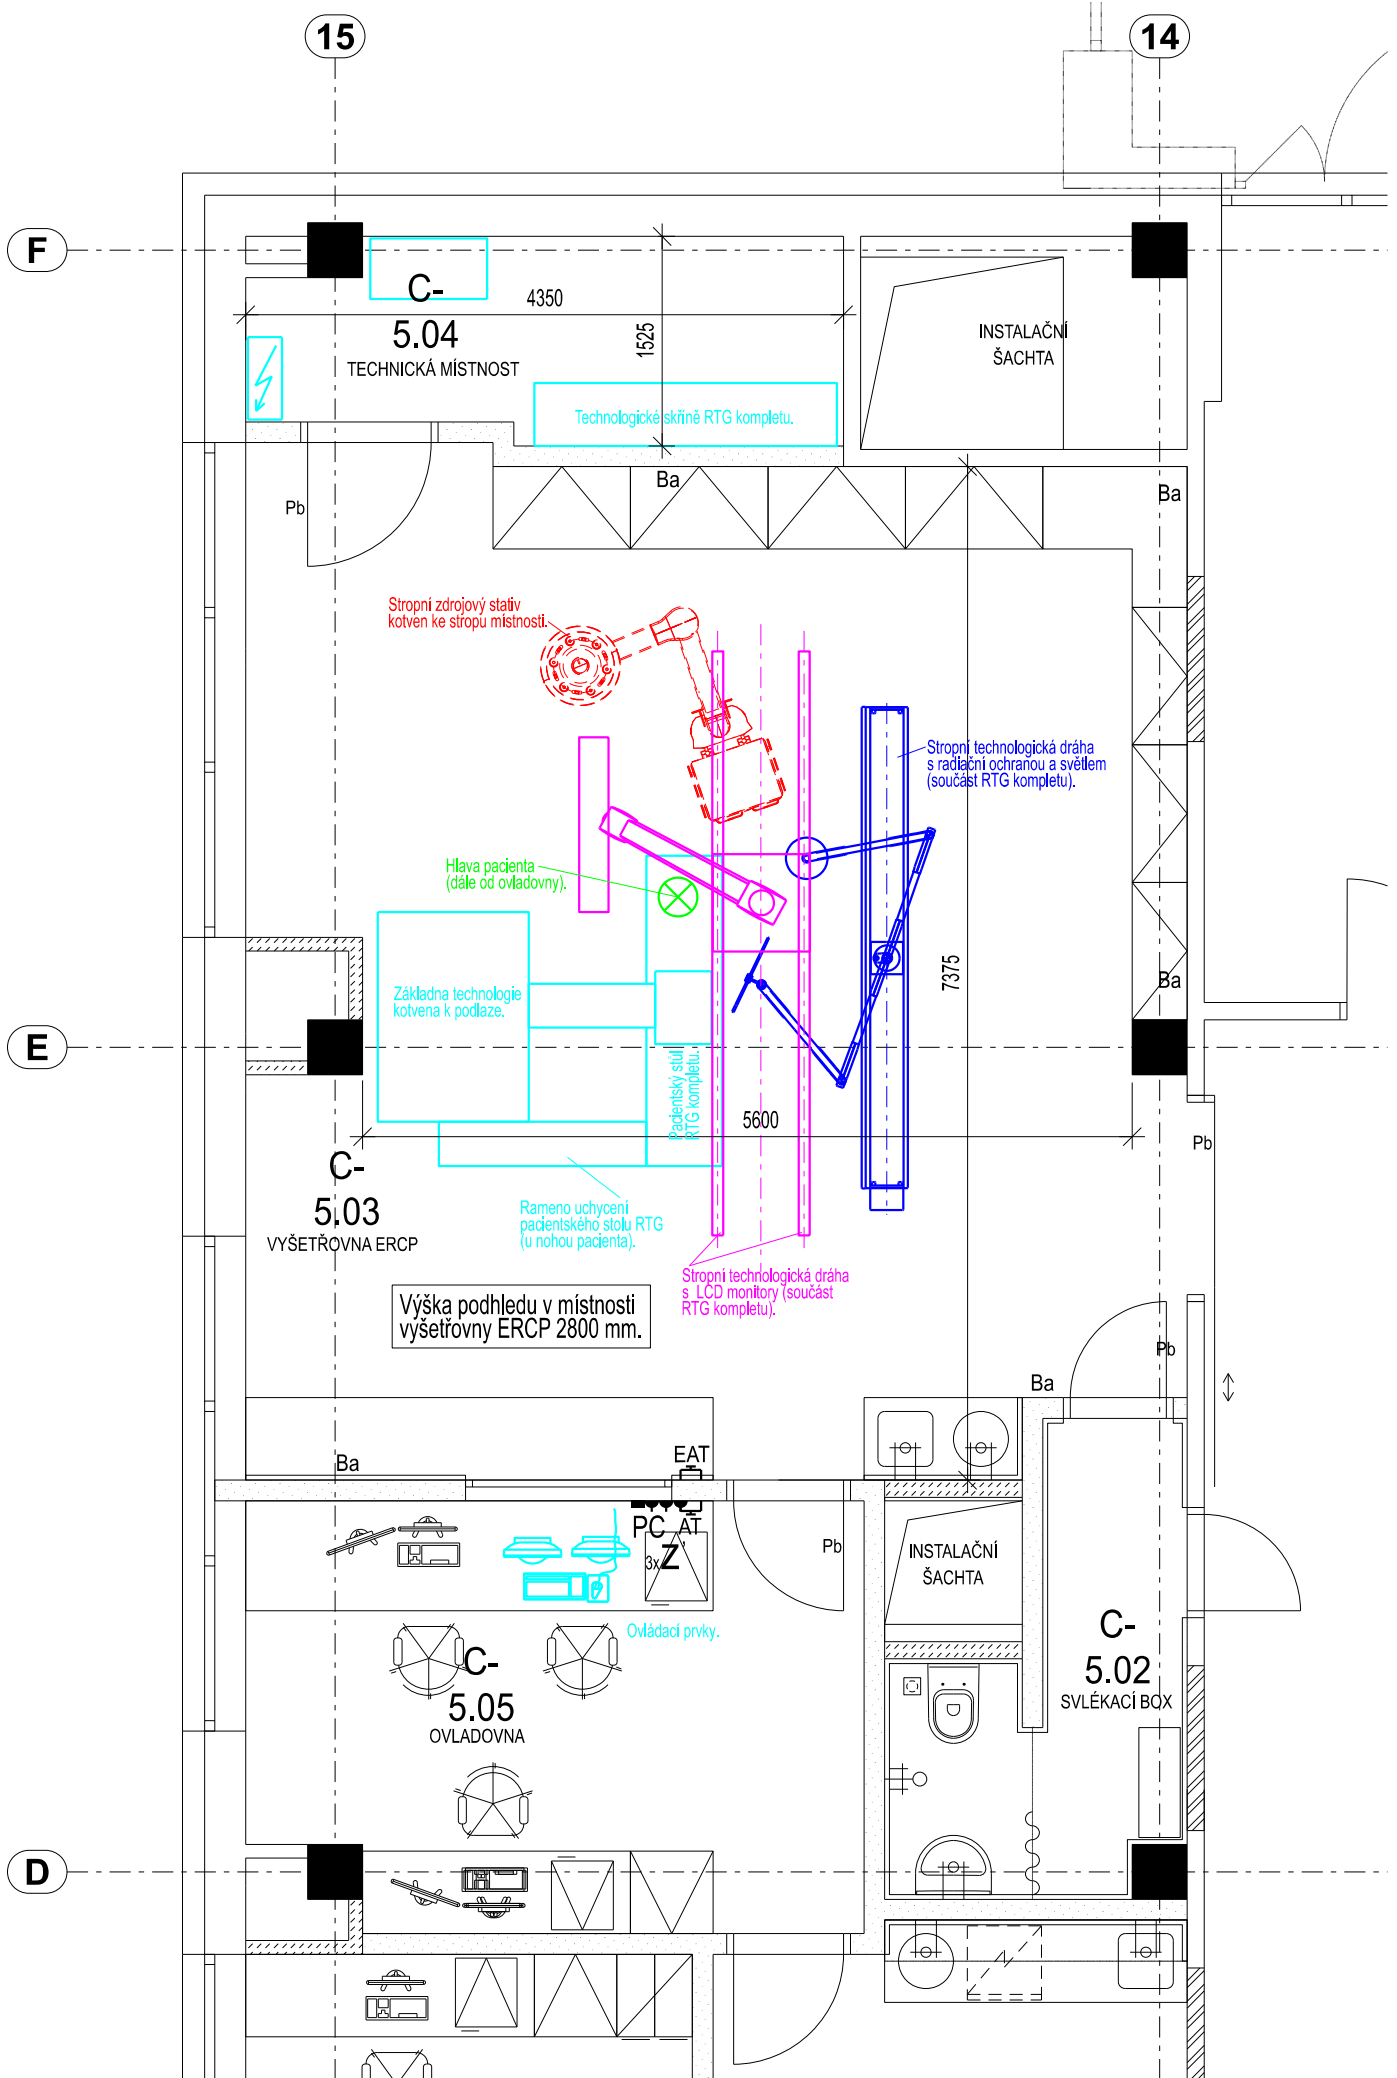 15
14
F
C-
5.04
TECHNICKÁ MÍSTNOST
4350
1525
INSTALAČNÍ
ŠACHTA
Technologické skříně RTG kompletu.
Ba
Ba
Pb
Stropní zdrojový stativ
kotven ke stropu místnosti.
Stropní technologická dráha
s radiační ochranou a světlem
(součást RTG kompletu).
Hlava pacienta
(dále od ovladovny).
Základna technologie
kotvena k podlaze.
7375
Ba
E
Pacientský stůl
RTG kompletu.
5600
Pb
C-
5.03
VYŠETŘOVNA ERCP
Rameno uchycení
pacientského stolu RTG
(u nohou pacienta).
Stropní technologická dráha
s LCD monitory (součást
RTG kompletu).
Výška podhledu v místnosti
vyšetřovny ERCP 2800 mm.
Pb
Ba
Ba
EAT
PC AT
3xZ
Pb
INSTALAČNÍ
ŠACHTA
Ovládací prvky.
C-
5.05
OVLADOVNA
C-
5.02
SVLÉKACÍ BOX
D